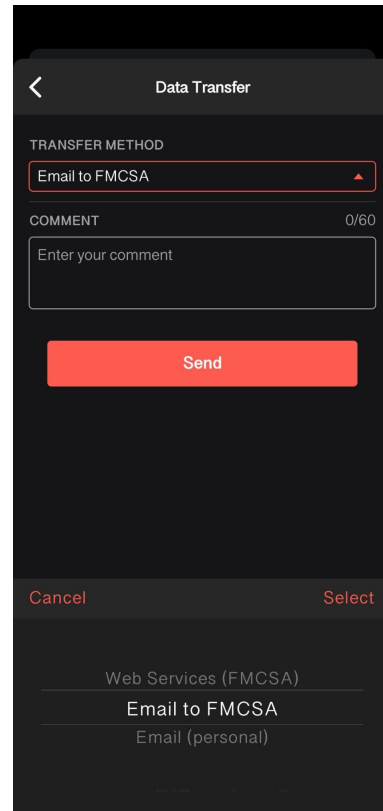 Data Transfer
TRANSFER METHOD
Email to FMCSA
COMMENT 0/60
Enter your comment
Send
Cancel Select
Web Services (FMCSA)
Email to FMCSA
Email (personal)